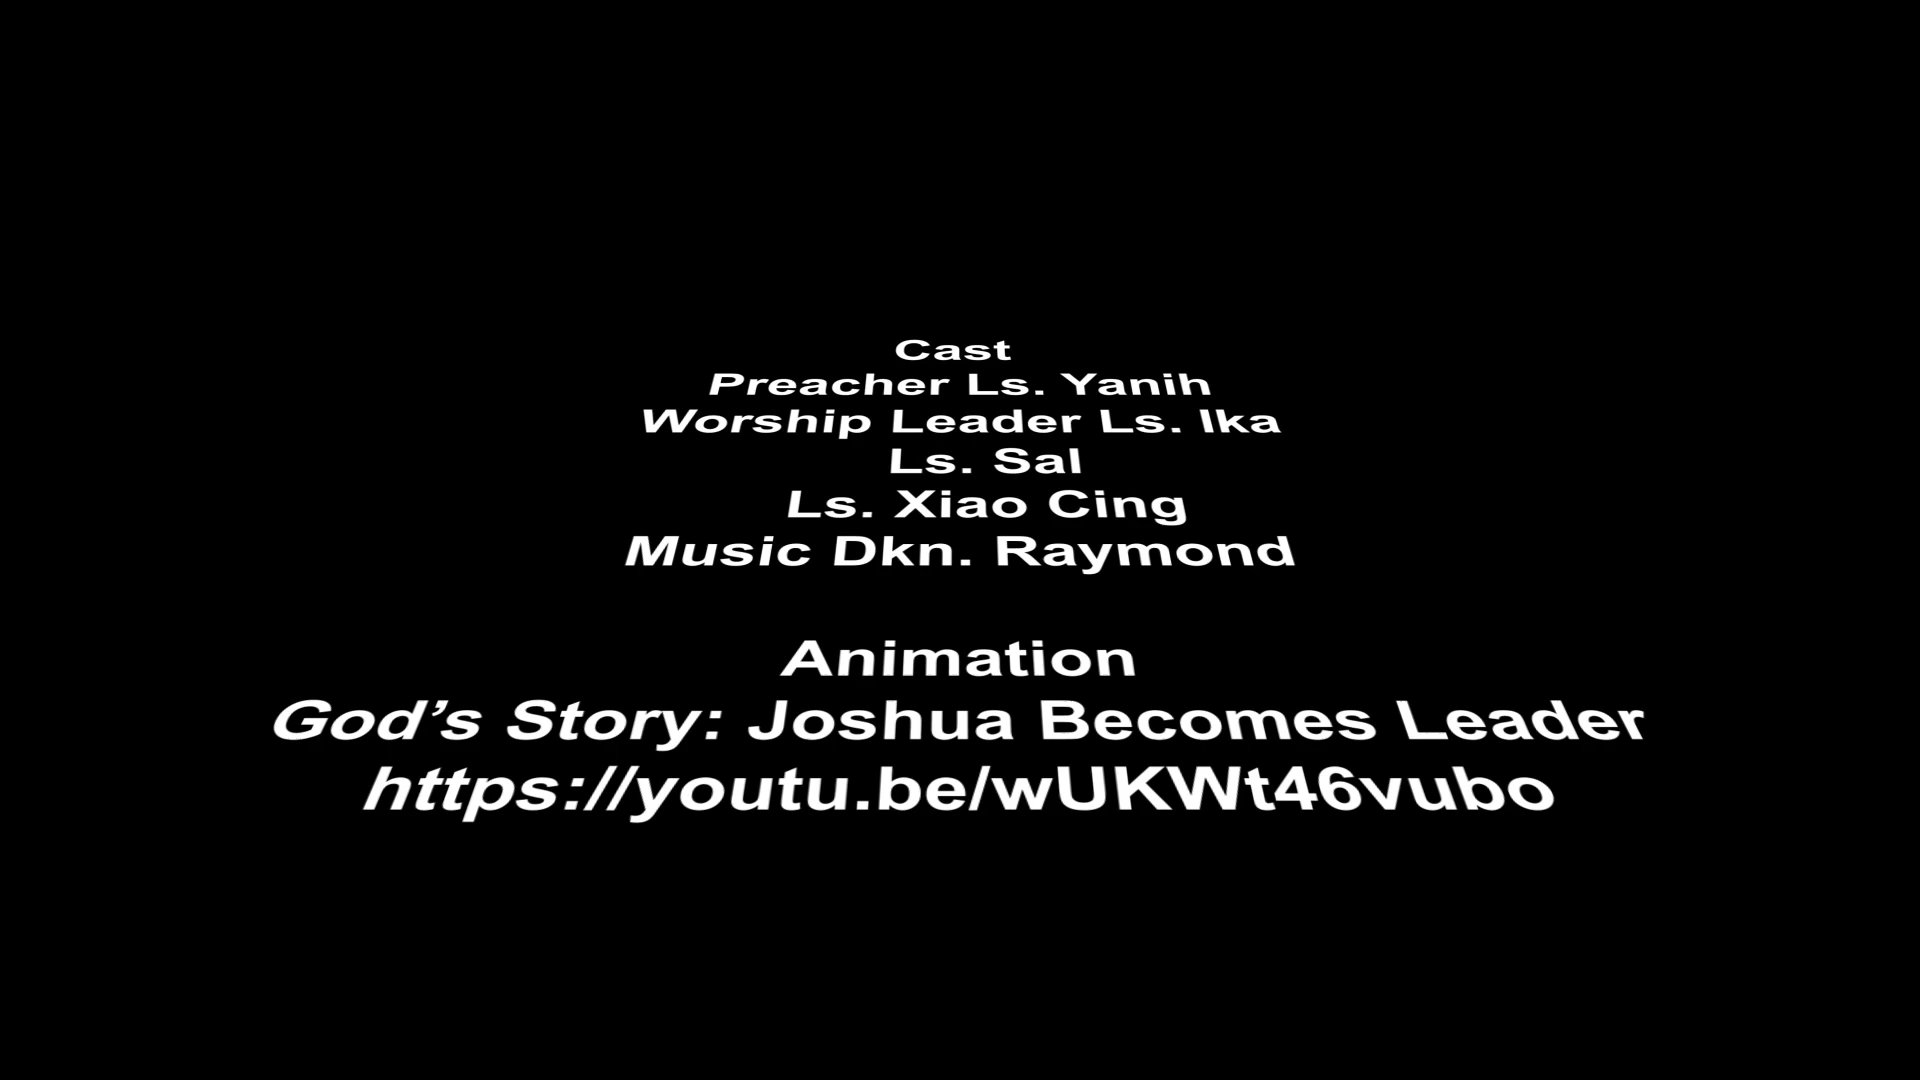 Cast
Preacher Ls. Yanih
Worship Leader Ls. Ika
Ls. Sal
Ls. Xiao Cing
Music Dkn. Raymond
Animation
God’s Story: Joshua Becomes Leader
https://youtu.be/wUKWt46vubo